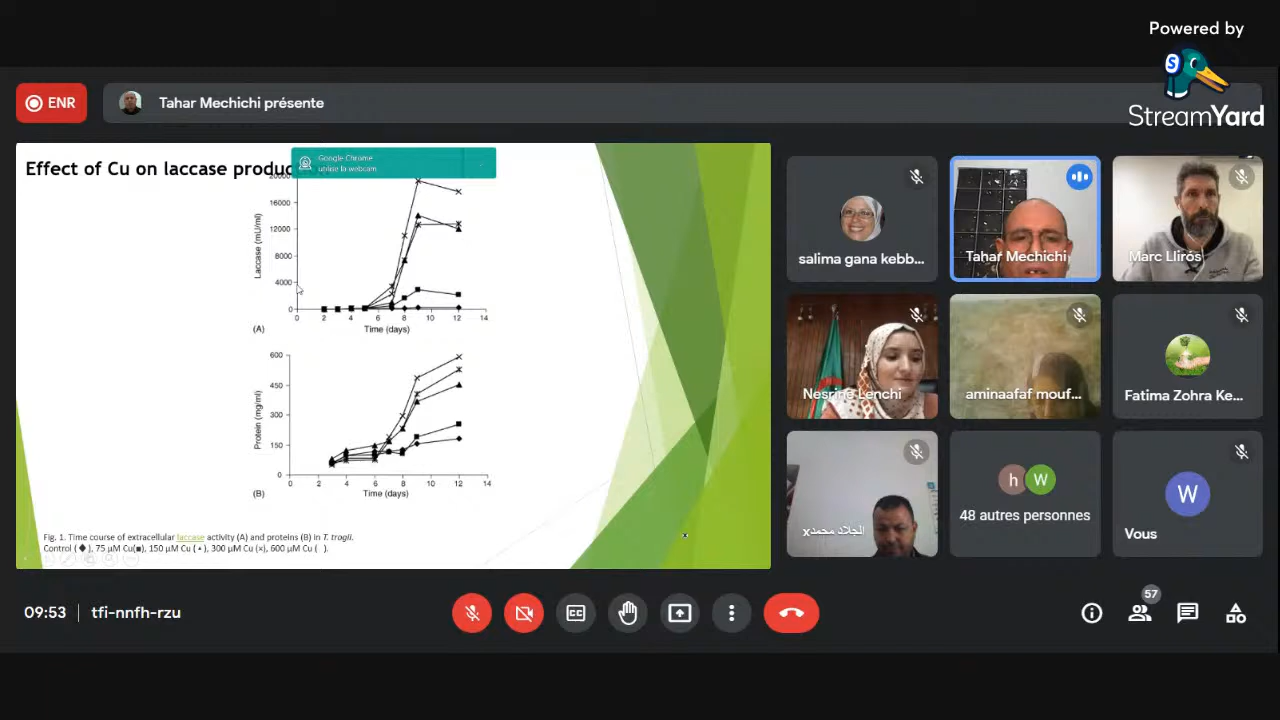 Powered by
StreamYard
ENR
Tahar Mechichi présente
Effect of Cu on laccase produc
Google Chrome
utilise la webcam
20000
16000
12000
8000
4000
0
Laccase (mU/ml)
0 2 4 6 8 10 12 14
(A)
Time (days)
600
450
300
150
0
Protein (mg/ml)
0 2 4 6 8 10 12 14
(B)
Time (days)
Fig. 1. Time course of extracellular laccase activity (A) and proteins (B) in T. trogii.
Control (◆), 75 μM Cu(■), 150 μM Cu (▲), 300 μM Cu (×), 600 μM Cu ( ).
salima gana kebb...
Tahar Mechichi
Marc Llirós
Nesrine Lenchi
aminaafaf mouf...
Fatima Zohra Ke...
الجلاد محمدx
h W
48 autres personnes
W
Vous
09:53 | tfi-nnfh-rzu
CC
57